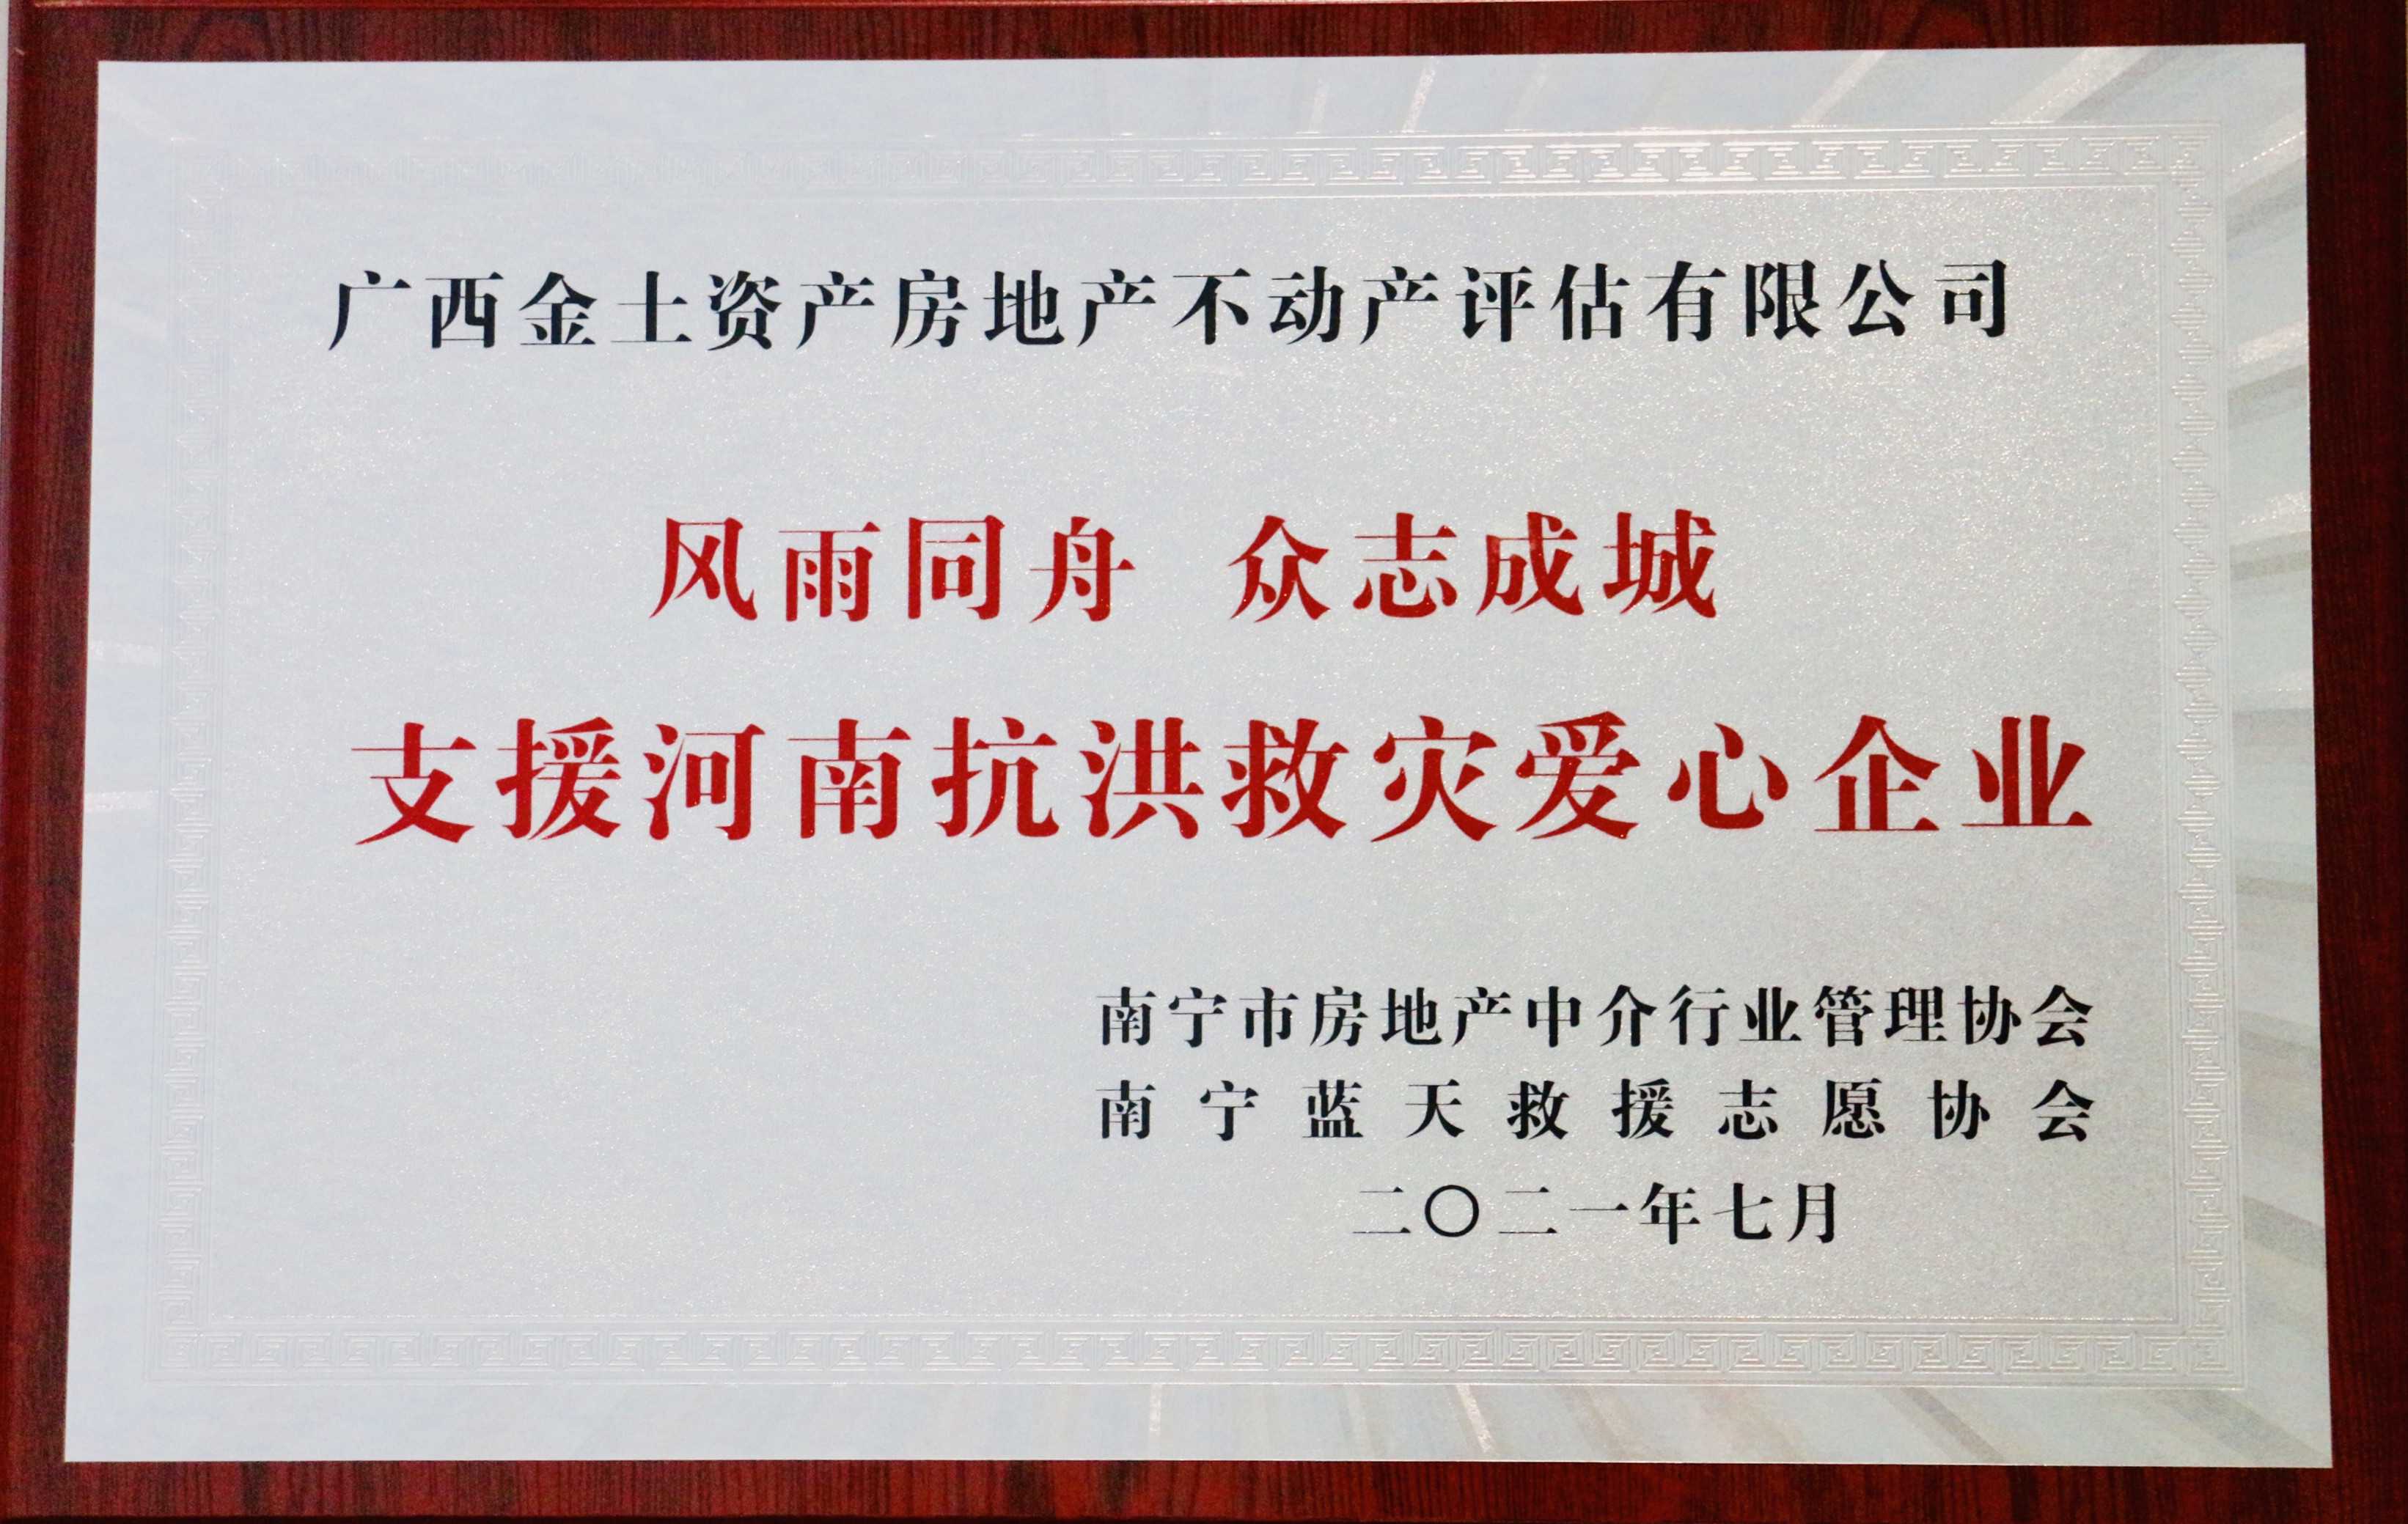 广西金土资产房地产不动产评估有限公司
风雨同舟 众志成城
支援河南抗洪救灾爱心企业
南宁市房地产中介行业管理协会
南宁蓝天救援志愿协会
二〇二一年七月